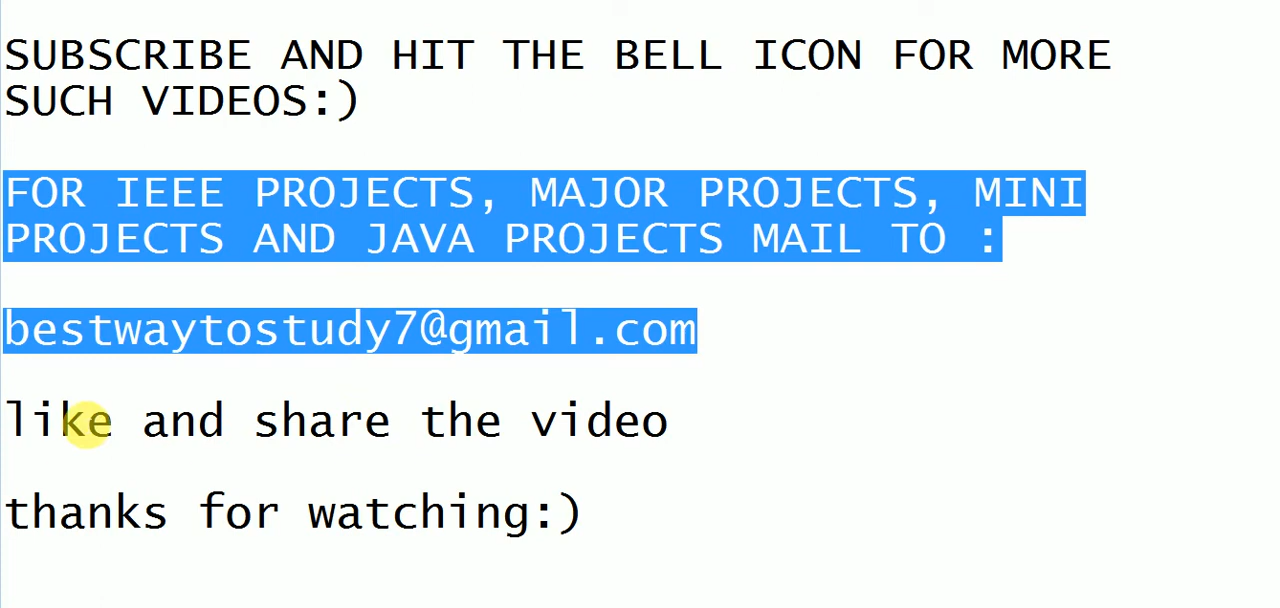 SUBSCRIBE AND HIT THE BELL ICON FOR MORE
SUCH VIDEOS:)
FOR IEEE PROJECTS, MAJOR PROJECTS, MINI
PROJECTS AND JAVA PROJECTS MAIL TO :
bestwaytostudy7@gmail.com
like and share the video
thanks for watching:)